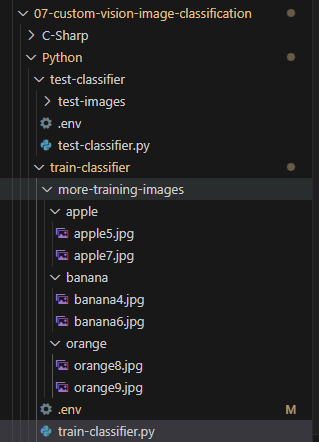 07-custom-vision-image-classification
C-Sharp
Python
test-classifier
test-images
.env
test-classifier.py
train-classifier
more-training-images
apple
apple5.jpg
apple7.jpg
banana
banana4.jpg
banana6.jpg
orange
orange8.jpg
orange9.jpg
.env M
train-classifier.py